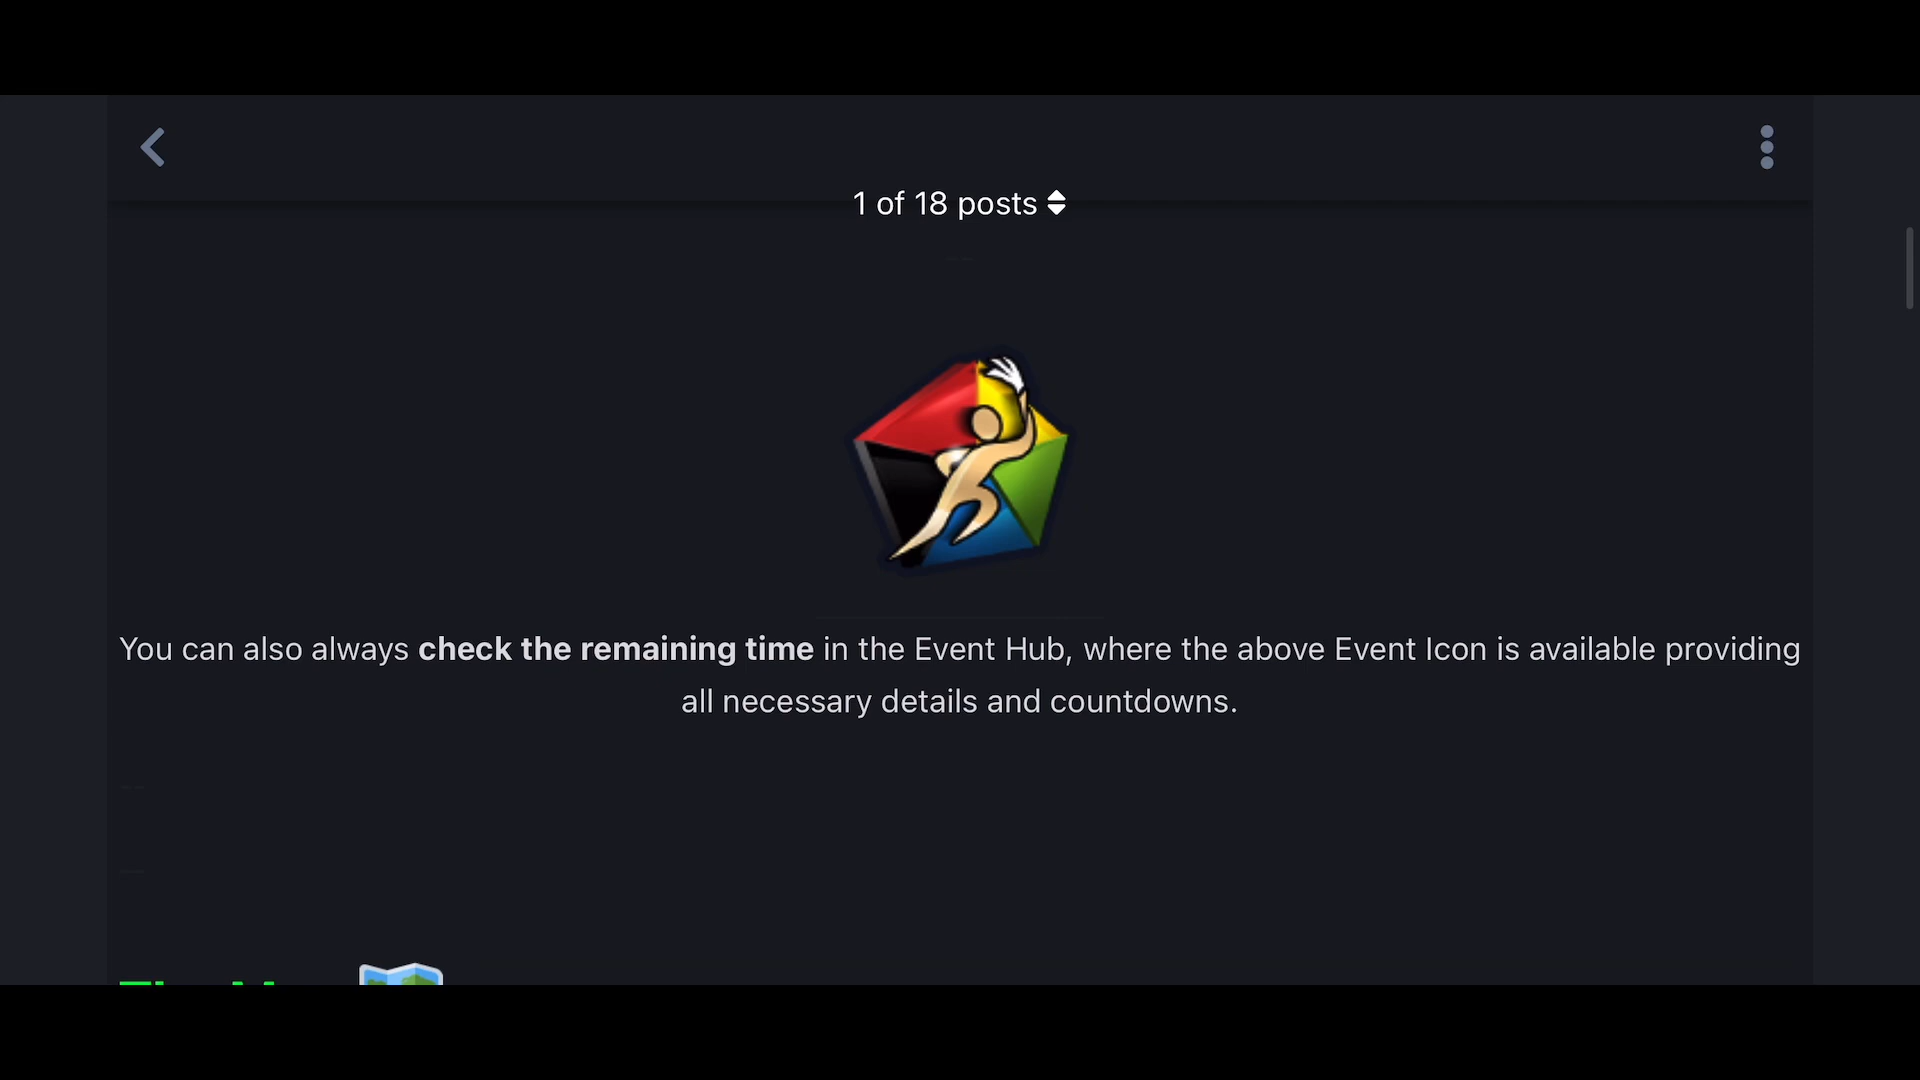 1 of 18 posts
--
You can also always check the remaining time in the Event Hub, where the above Event Icon is available providing
all necessary details and countdowns.
--